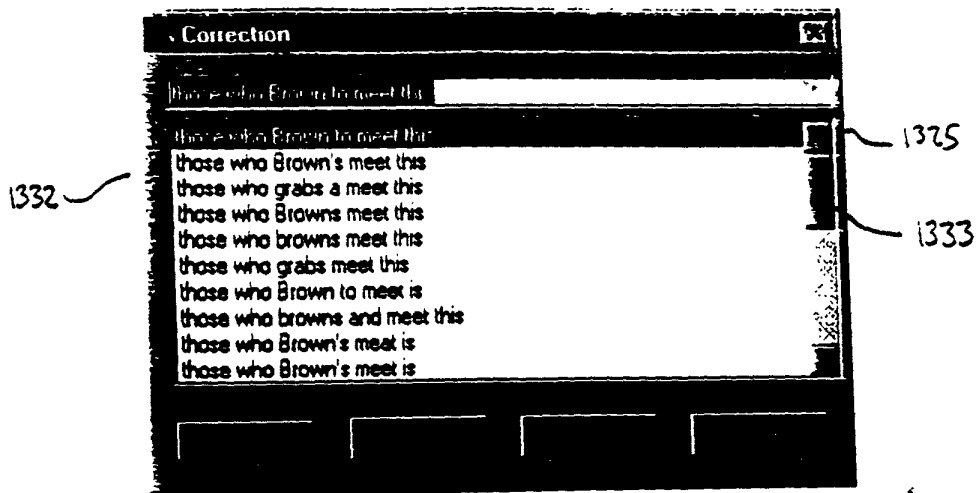 Correction
those who Brown to meet this
those who Brown to meet this
1325
those who Brown's meet this
those who grabs a meet this
1332
those who Browns meet this
1333
those who browns meet this
those who grabs meet this
those who Brown to meet is
those who browns and meet this
those who Brown's meat is
those who Brown's meet is